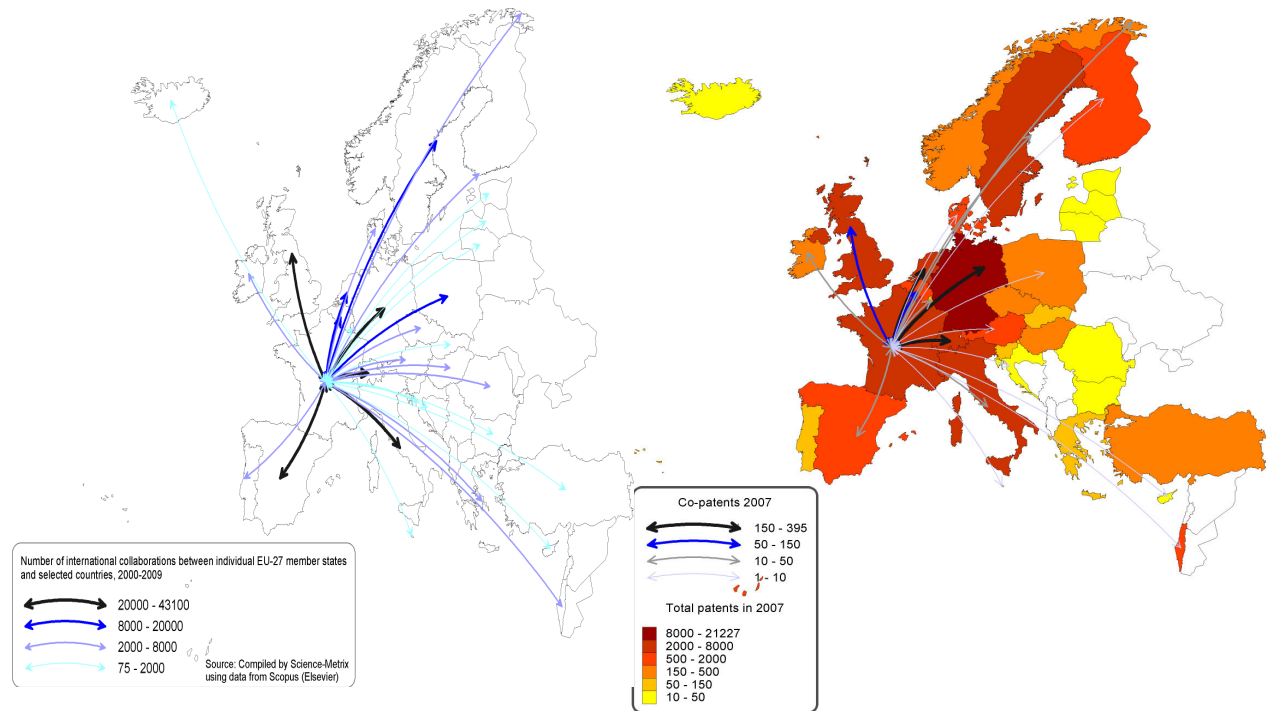 Number of international collaborations between individual EU-27 member states
and selected countries, 2000-2009
20000 - 43100
8000 - 20000
2000 - 8000
75 - 2000
Source: Compiled by Science-Metrix
using data from Scopus (Elsevier)
Co-patents 2007
150 - 395
50 - 150
10 - 50
1 - 10
Total patents in 2007
8000 - 21227
2000 - 8000
500 - 2000
150 - 500
50 - 150
10 - 50